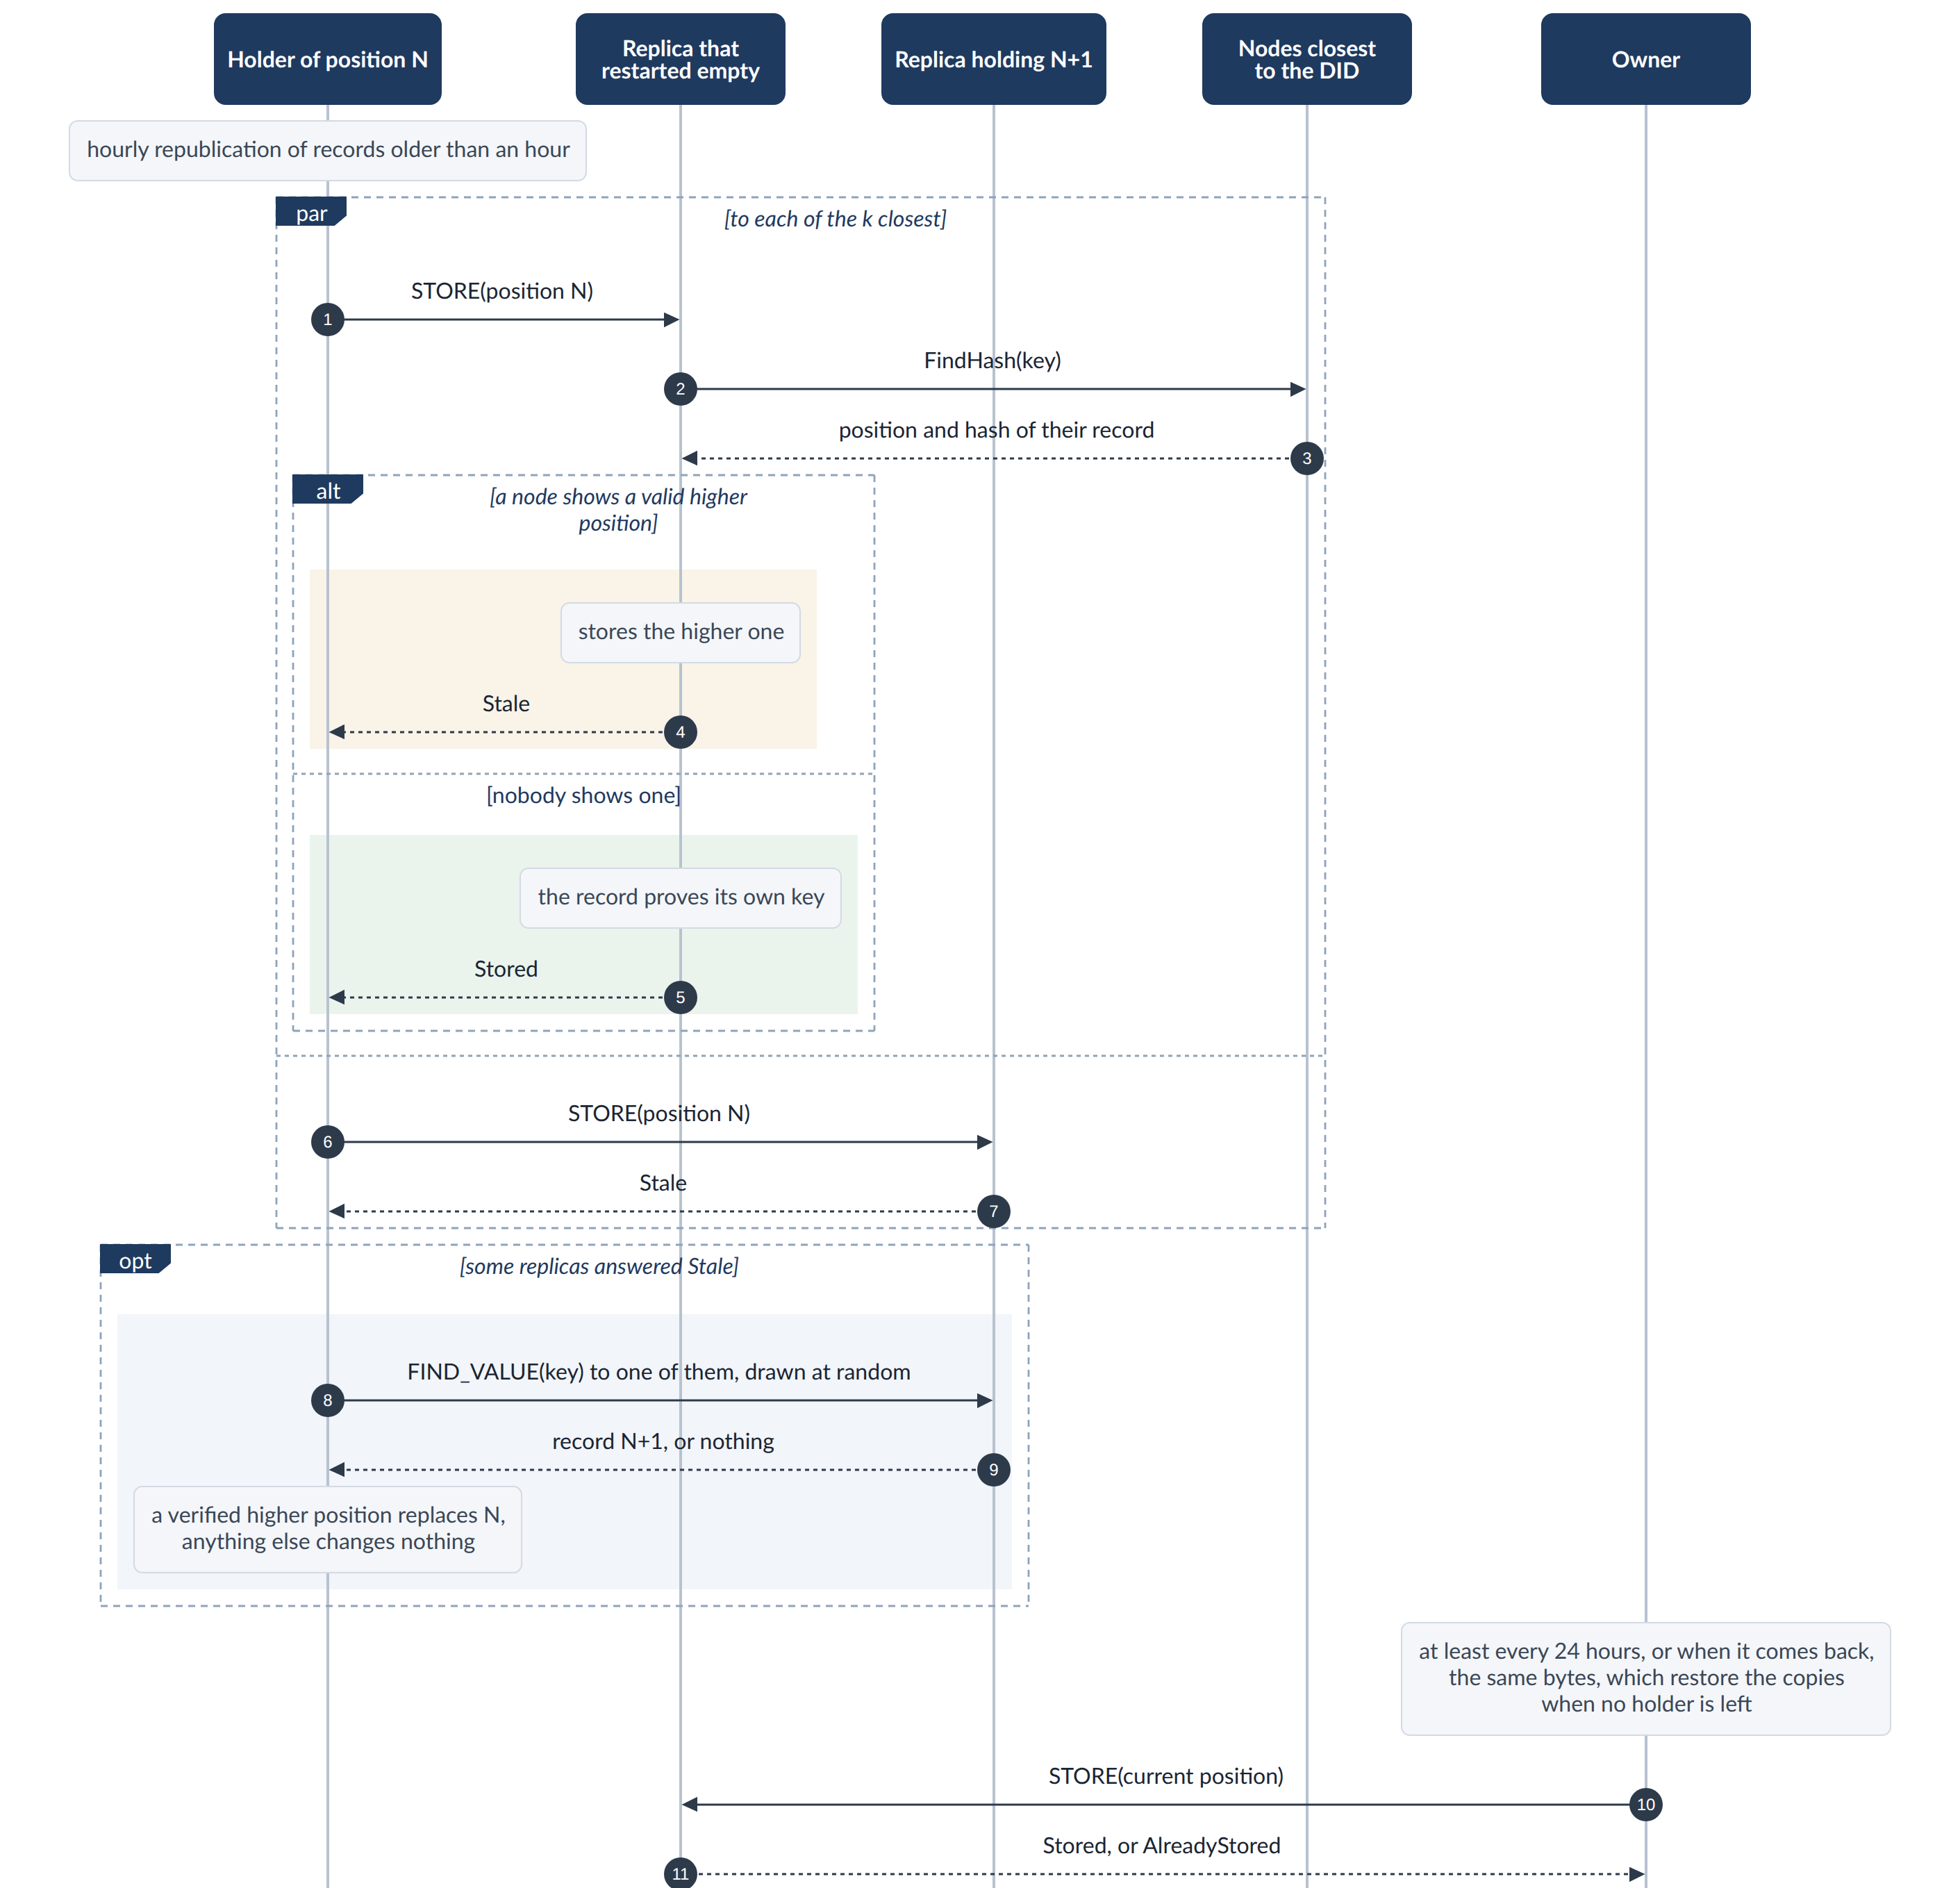 Holder of position N
Replica that
restarted empty
Replica holding N+1
Nodes closest
to the DID
Owner
hourly republication of records older than an hour
par
[to each of the k closest]
STORE(position N)
1
FindHash(key)
2
position and hash of their record
3
alt
[a node shows a valid higher
position]
stores the higher one
Stale
4
[nobody shows one]
the record proves its own key
Stored
5
STORE(position N)
6
Stale
7
opt
[some replicas answered Stale]
FIND_VALUE(key) to one of them, drawn at random
8
record N+1, or nothing
9
a verified higher position replaces N,
anything else changes nothing
at least every 24 hours, or when it comes back,
the same bytes, which restore the copies
when no holder is left
STORE(current position)
10
Stored, or AlreadyStored
11